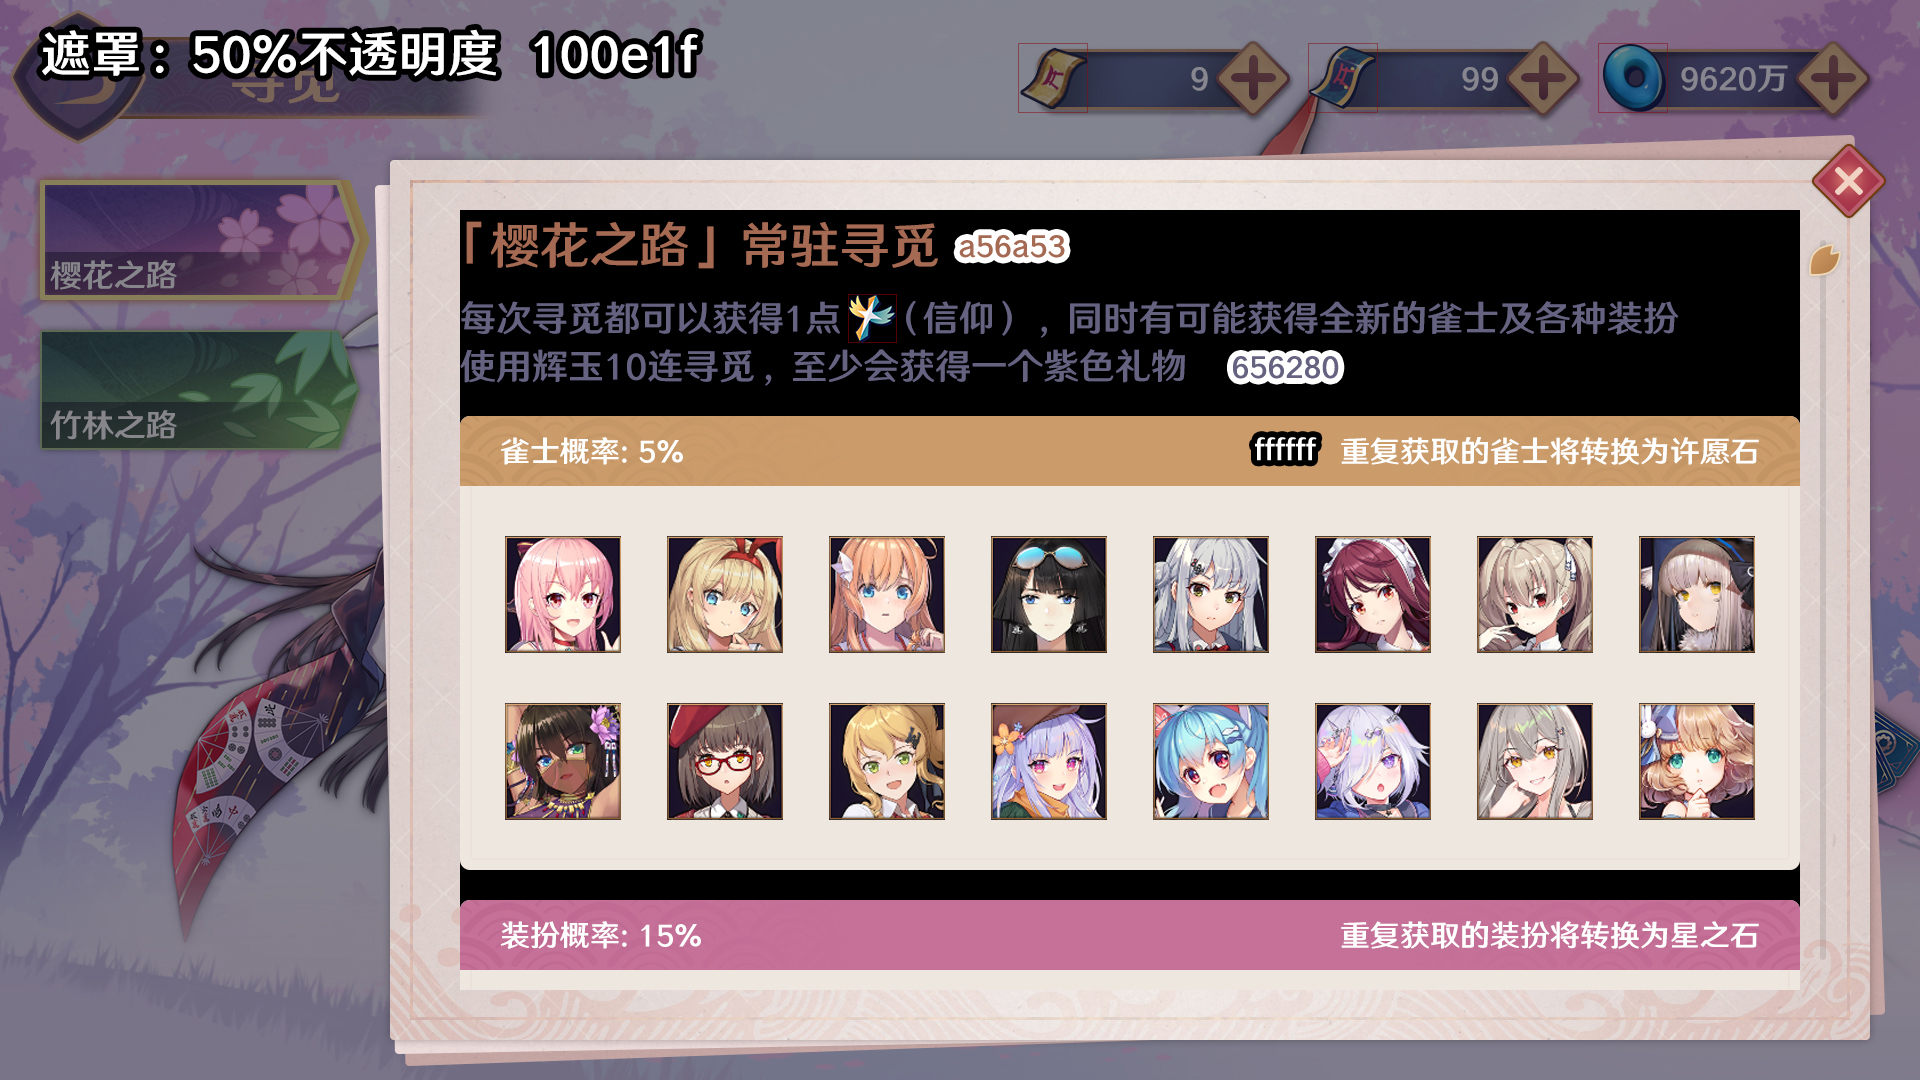 遮罩：50%不透明度 100e1f
寻觅
9
99
9620万
樱花之路
竹林之路
「樱花之路」常驻寻觅 a56a53
每次寻觅都可以获得1点（信仰），同时有可能获得全新的雀士及各种装扮
使用辉玉10连寻觅，至少会获得一个紫色礼物 656280
雀士概率: 5% ffffff 重复获取的雀士将转换为许愿石
装扮概率: 15% 重复获取的装扮将转换为星之石